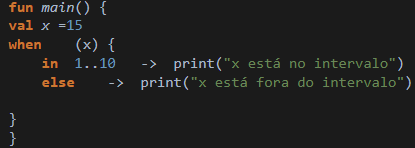 fun main() {
val x =15
when    (x) {
    in  1..10   ->  print("x está no intervalo")
    else    ->  print("x está fora do intervalo")
}
}